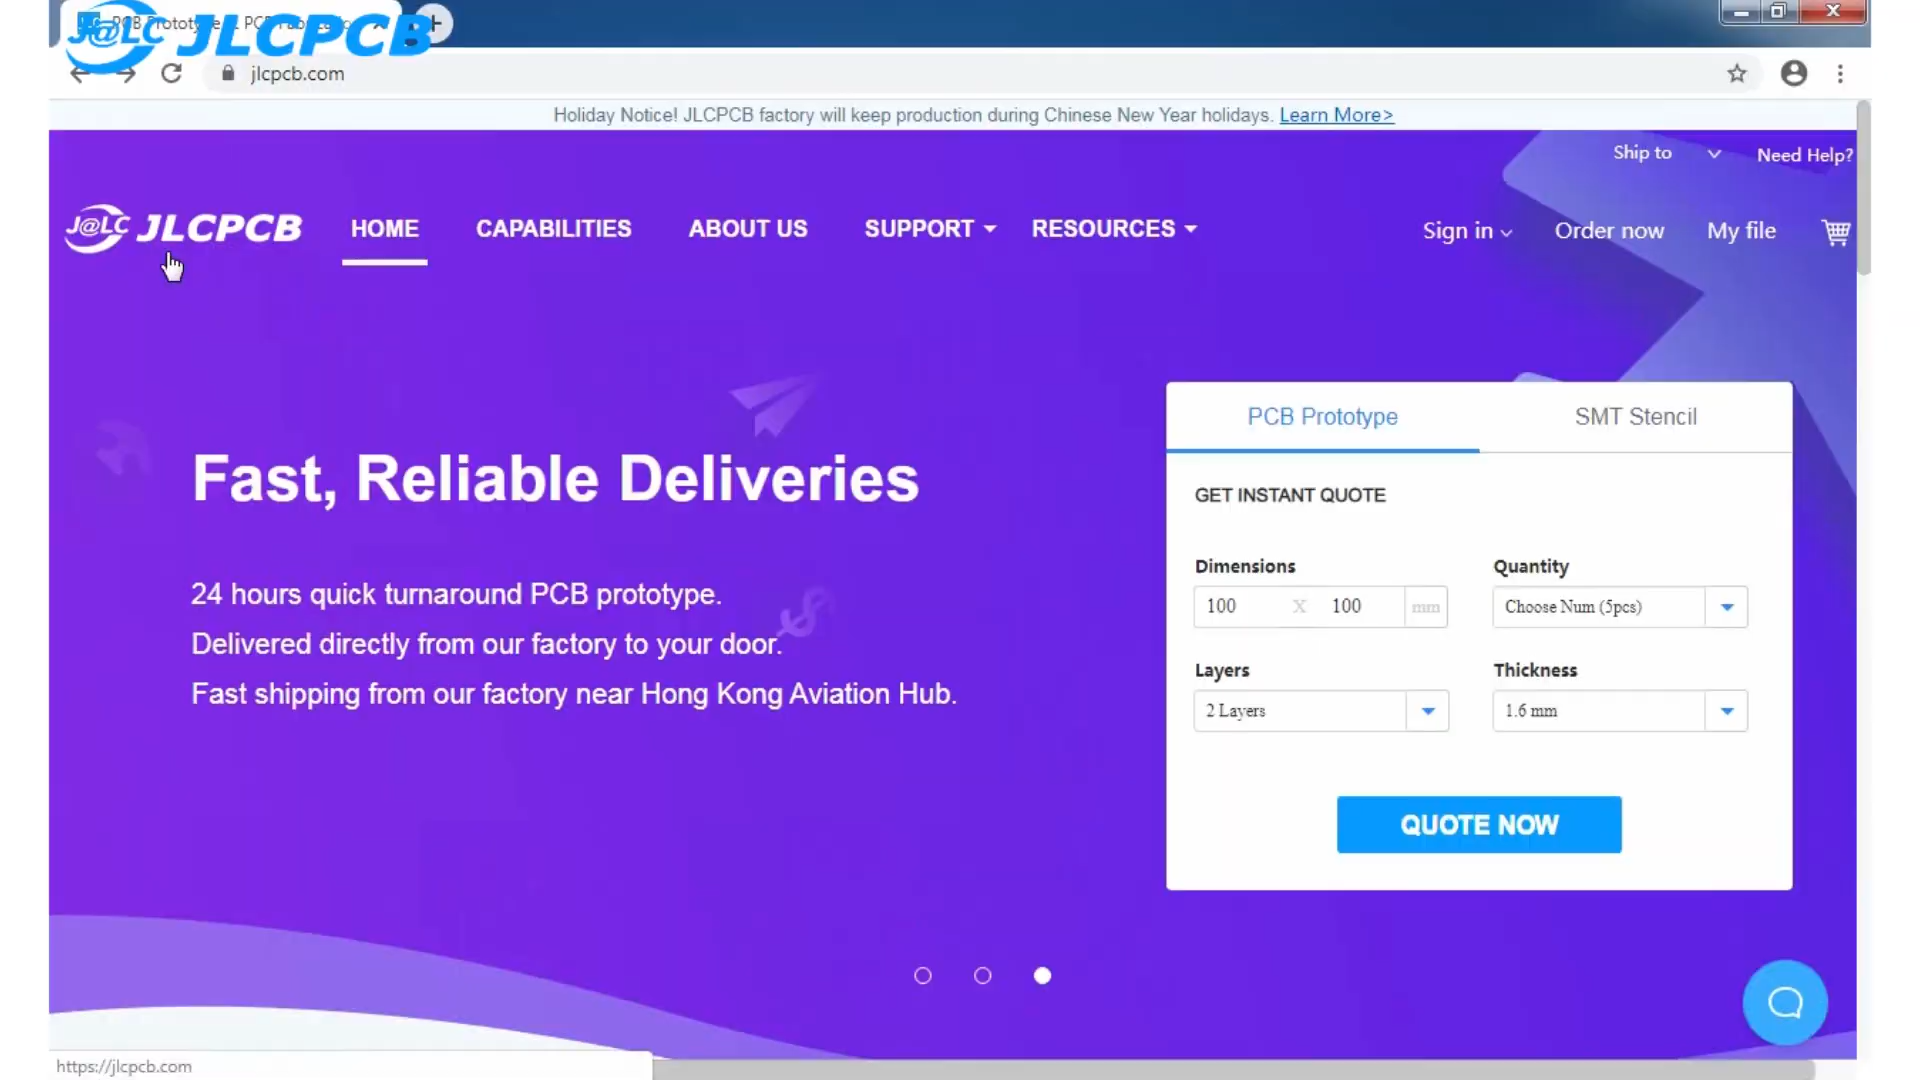 J@LC JLCPCB
jlcpcb.com
Holiday Notice! JLCPCB factory will keep production during Chinese New Year holidays. Learn More>
Ship to
Need Help?
J@LC JLCPCB
HOME
CAPABILITIES
ABOUT US
SUPPORT
RESOURCES
Sign in
Order now
My file
PCB Prototype
SMT Stencil
Fast, Reliable Deliveries
GET INSTANT QUOTE
24 hours quick turnaround PCB prototype.
Delivered directly from our factory to your door.
Fast shipping from our factory near Hong Kong Aviation Hub.
Dimensions
100 X 100 mm
Quantity
Choose Num (5pcs)
Layers
2 Layers
Thickness
1.6 mm
QUOTE NOW
https://jlcpcb.com